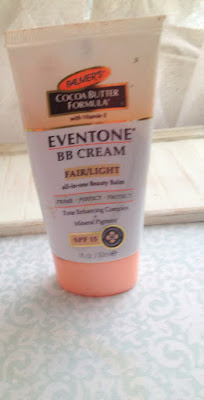 PALMER'S
COCOA BUTTER
FORMULA®
with Vitamin E
EVENTONE®
BB CREAM
FAIR/LIGHT
all-in-one Beauty Balm
PRIME · PERFECT · PROTECT
Tone Enhancing Complex
+ Mineral Pigments
SPF 15